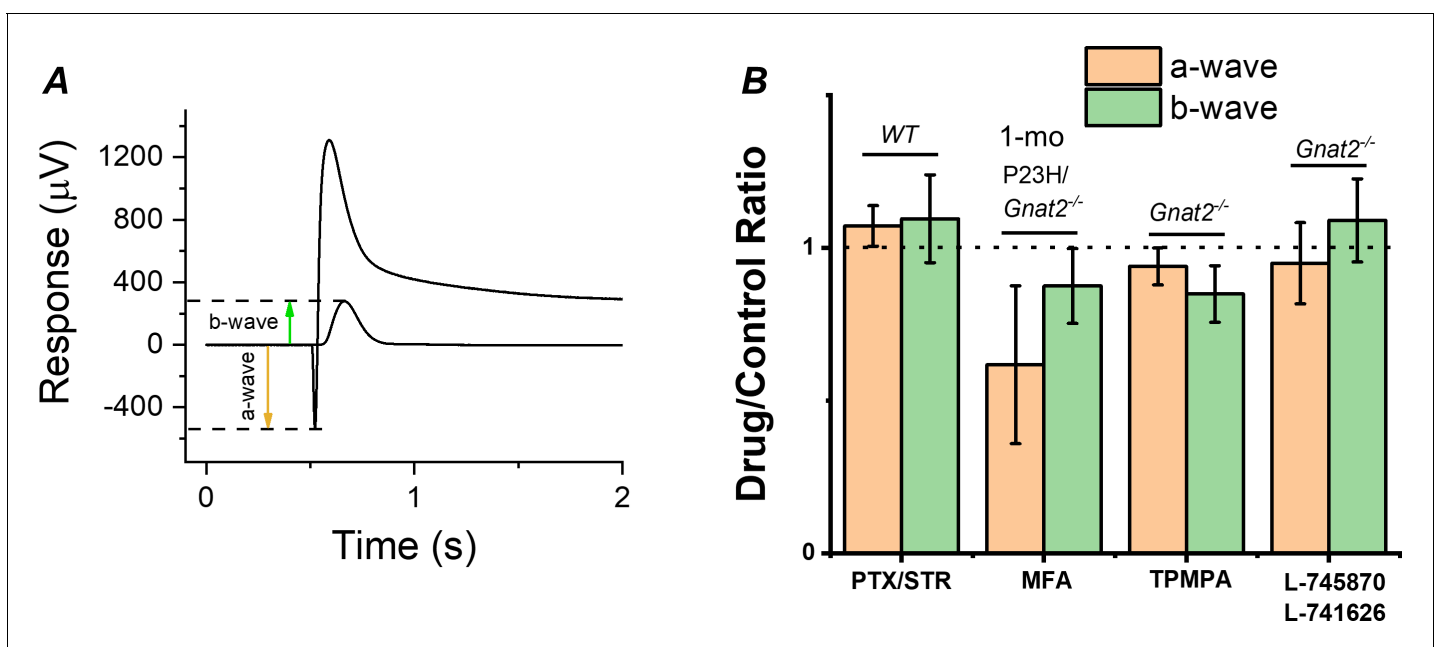 A
Response (μV)
1200
800
400
0
-400
b-wave
a-wave
0
1
2
Time (s)
B
a-wave
b-wave
Drug/Control Ratio
1
0
WT
1-mo
P23H/
Gnat2-/-
Gnat2-/-
Gnat2-/-
PTX/STR
MFA
TPMPA
L-745870
L-741626